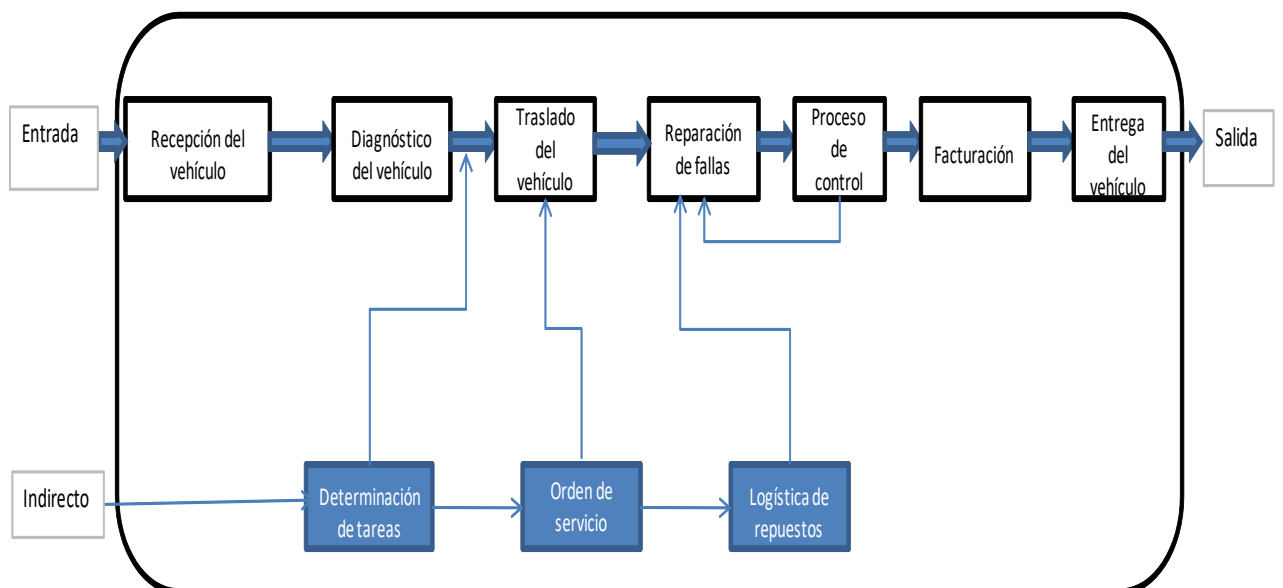 Entrada
Recepción del
vehículo
Diagnóstico
del vehículo
Traslado
del
vehículo
Reparación
de fallas
Proceso
de
control
Facturación
Entrega
del
vehículo
Salida
Indirecto
Determinación
de tareas
Orden de
servicio
Logística de
repuestos